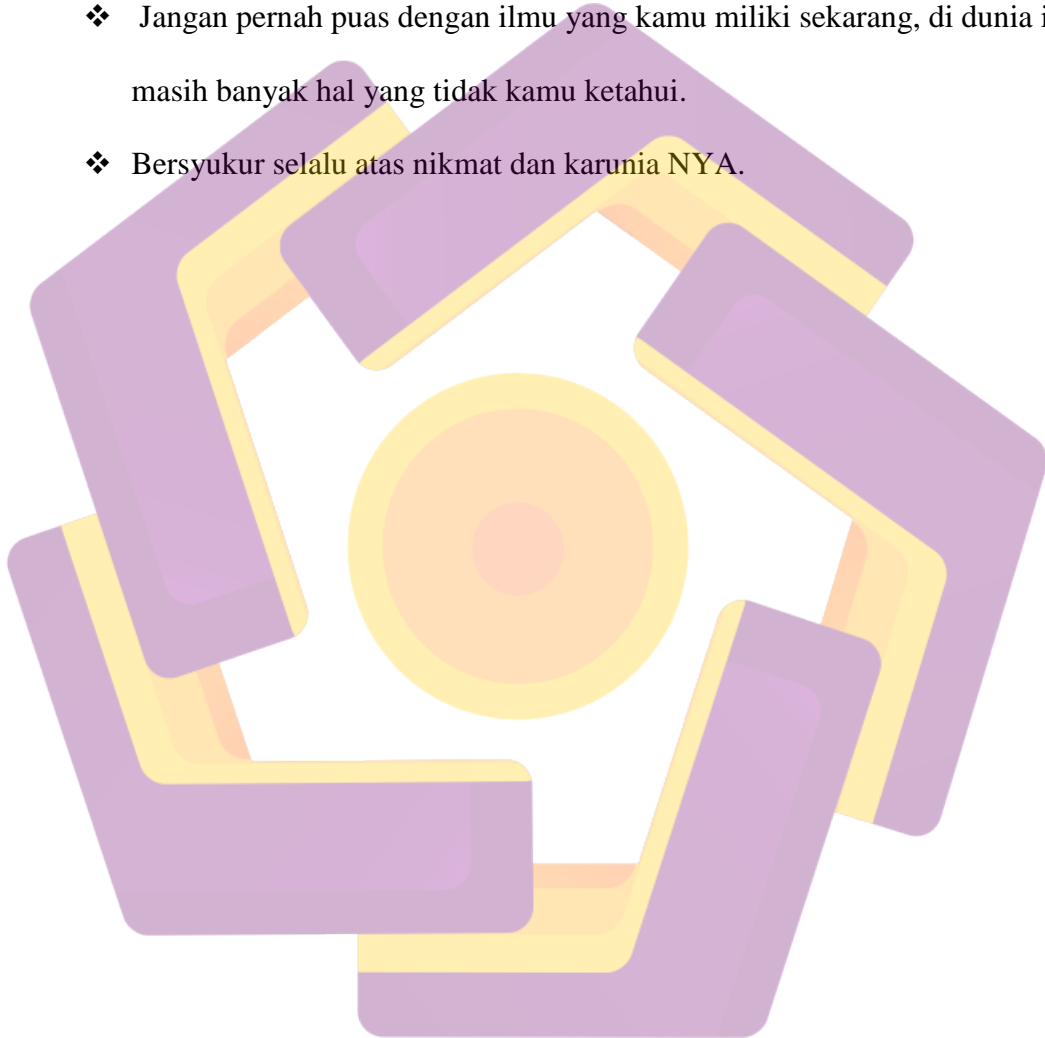 ❖ Jangan pernah puas dengan ilmu yang kamu miliki sekarang, di dunia
masih banyak hal yang tidak kamu ketahui.
❖ Bersyukur selalu atas nikmat dan karunia NYA.